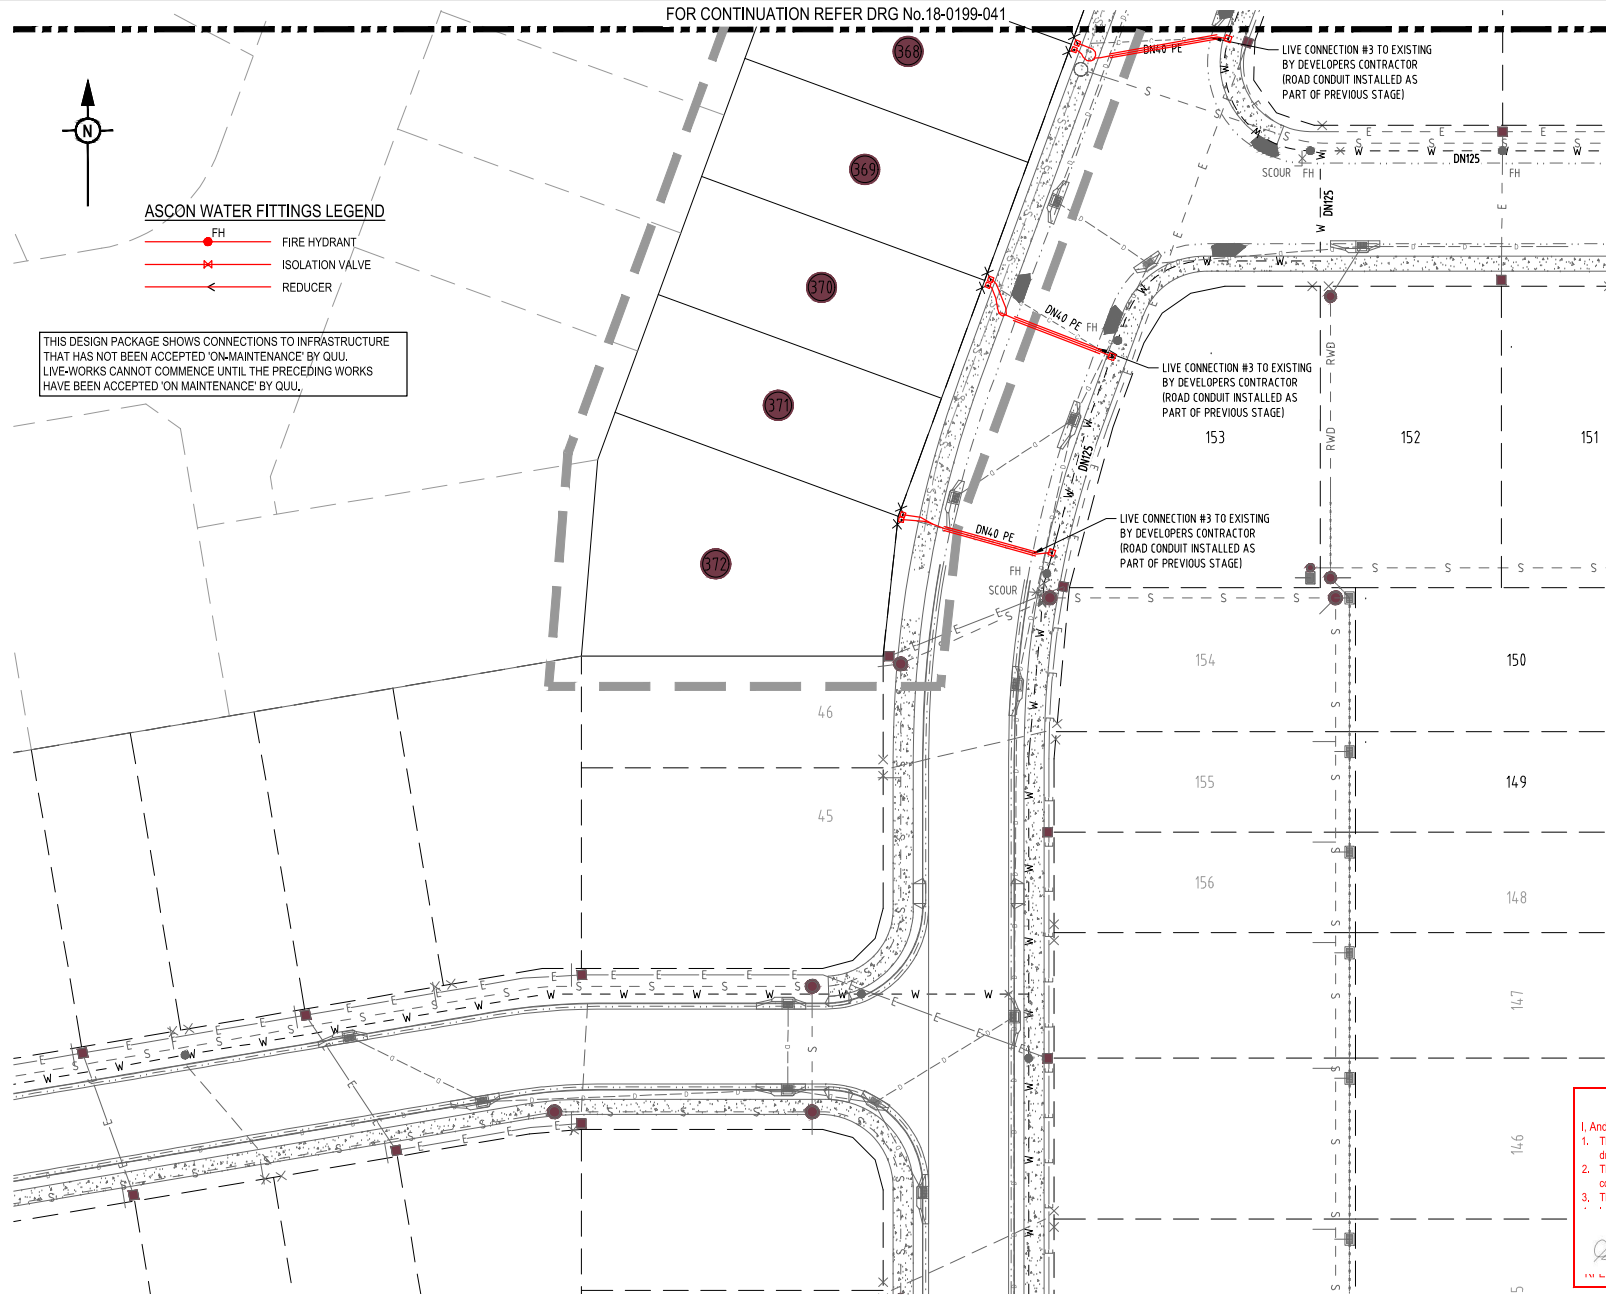 FOR CONTINUATION REFER DRG No.18-0199-041
368
DN40 PE
LIVE CONNECTION #3 TO EXISTING
BY DEVELOPERS CONTRACTOR
(ROAD CONDUIT INSTALLED AS
PART OF PREVIOUS STAGE)
N
DN125
SCOUR FH
FH
DN125
369
ASCON WATER FITTINGS LEGEND
FH
FIRE HYDRANT
ISOLATION VALVE
REDUCER
370
DN40 PE
FH
THIS DESIGN PACKAGE SHOWS CONNECTIONS TO INFRASTRUCTURE
THAT HAS NOT BEEN ACCEPTED 'ON-MAINTENANCE' BY QUU.
LIVE-WORKS CANNOT COMMENCE UNTIL THE PRECEDING WORKS
HAVE BEEN ACCEPTED 'ON MAINTENANCE' BY QUU.
LIVE CONNECTION #3 TO EXISTING
BY DEVELOPERS CONTRACTOR
(ROAD CONDUIT INSTALLED AS
PART OF PREVIOUS STAGE)
RWD
RWD
371
153
152
151
DN125
LIVE CONNECTION #3 TO EXISTING
BY DEVELOPERS CONTRACTOR
(ROAD CONDUIT INSTALLED AS
PART OF PREVIOUS STAGE)
DN40 PE
372
FH
SCOUR
154
150
46
155
149
45
156
148
147
146
I, And
1. T
2. T
3. T